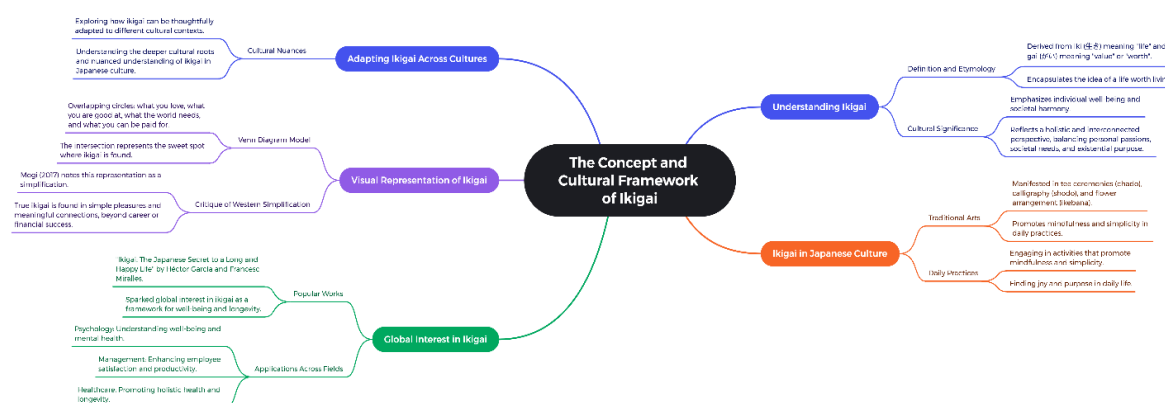 The Concept and
Cultural Framework
of Ikigai
Understanding Ikigai
Definition and Etymology
Derived from Iki (生き) meaning "life" and
gai (がい) meaning "value" or "worth".
Encapsulates the idea of a life worth
Cultural Significance
Emphasizes individual well-being and
societal harmony.
Reflects a holistic and interconnected
perspective, balancing personal passions,
societal needs, and existential purpose.
Ikigai in Japanese Culture
Traditional Arts
Manifested in tea ceremonies (chado),
calligraphy (shodo), and flower
arrangement (ikebana).
Promotes mindfulness and simplicity in
daily practices.
Daily Practices
Engaging in activities that promote
mindfulness and simplicity.
Finding joy and purpose in daily life.
Adapting Ikigai Across Cultures
Cultural Nuances
Exploring how ikigai can be thoughtfully
adapted to different cultural contexts.
Understanding the deeper cultural roots
and nuanced understanding of ikigai in
Japanese culture.
Visual Representation of Ikigai
Venn Diagram Model
Overlapping circles: what you love, what
you are good at, what the world needs,
and what you can be paid for.
The intersection represents the sweet spot
where ikigai is found.
Critique of Western Simplification
Mogi (2017) notes this representation as a
simplification.
True ikigai is found in simple pleasures and
meaningful connections, beyond career or
financial success.
Global Interest in Ikigai
Popular Works
"Ikigai: The Japanese Secret to a Long and
Happy Life" by Héctor García and Francesc
Miralles.
Sparked global interest in ikigai as a
framework for well-being and longevity.
Applications Across Fields
Psychology: Understanding well-being and
mental health.
Management: Enhancing employee
satisfaction and productivity.
Healthcare: Promoting holistic health and
longevity.